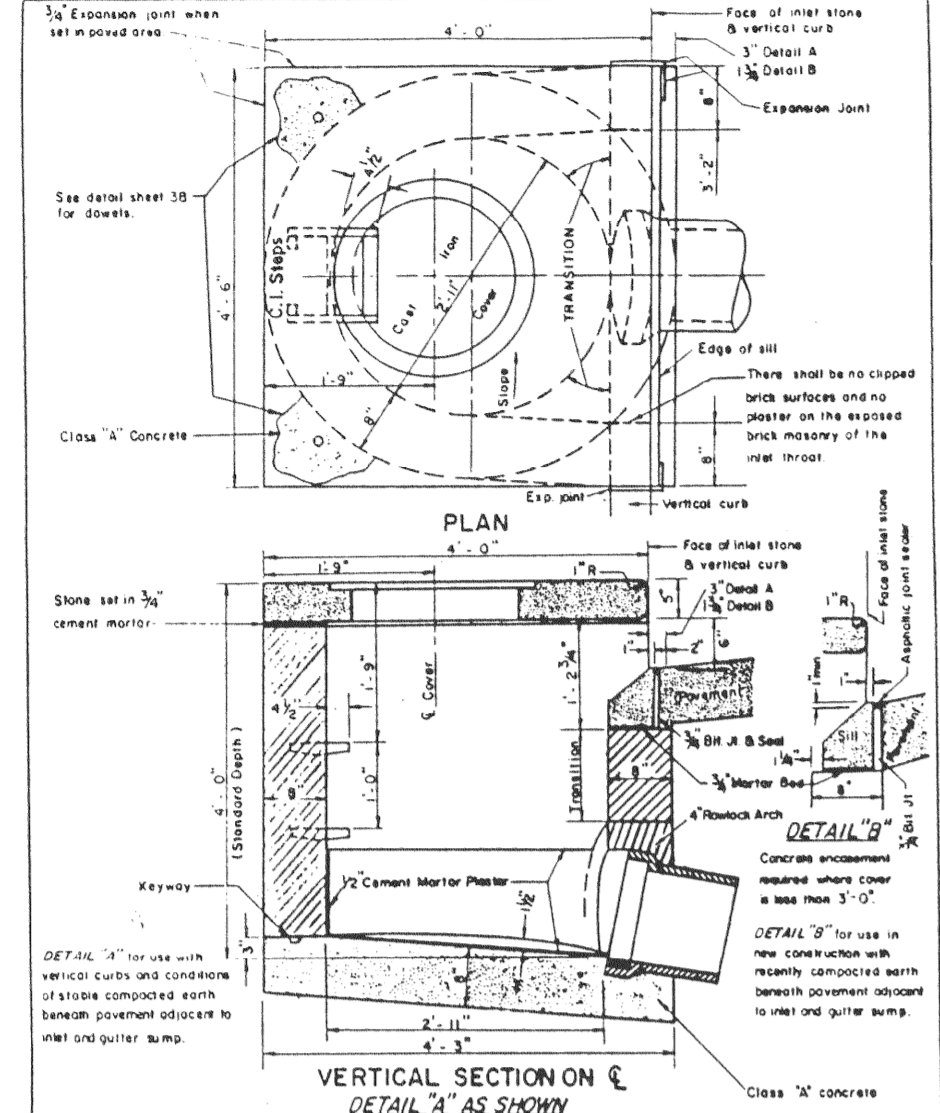 3/4" Expansion joint when
set in paved area.
4'-0"
Face of inlet stone
& vertical curb
3" Detail A
1 3/4" Detail B
Expansion Joint
8"
3'-2"
4 1/2"
See detail sheet 38
for dowels.
C.I. Steps
4'-6"
Cast Iron Cover
2'-11"
TRANSITION
Slope
1'-9"
8"
Edge of sill
There shall be no clipped
brick surfaces and no
plaster on the exposed
brick masonry of the
inlet throat.
Class "A" Concrete
8"
Exp. joint
Vertical curb
PLAN
4'-0"
1'-9"
1"R
Face of inlet stone
& vertical curb
3" Detail A
1 3/4" Detail B
5"
6"
1"
2"
Stone set in 3/4"
cement mortar
1'-9"
℄ Cover
1'-2 3/4"
Pavement
4 1/2"
8"
1'-0"
4'-0"
(Standard Depth)
Transition
8"
3/4" Bit. Jt. & Seal
3/4" Mortar Bed
4" Rowlock Arch
1/2" Cement Mortar Plaster
1 1/2"
Keyway
3"
8"
2'-11"
4'-3"
1"R
Face of inlet stone
Asphaltic joint sealer
1" min
1"
Sill
Pavement
1 1/4"
8"
3/4" Bit Jt
DETAIL "B"
Concrete encasement
required where cover
is less than 3'-0".
DETAIL "B" for use in
new construction with
recently compacted earth
beneath pavement adjacent
to inlet and gutter sump.
DETAIL "A" for use with
vertical curbs and conditions
of stable compacted earth
beneath pavement adjacent to
inlet and gutter sump.
VERTICAL SECTION ON ℄
DETAIL "A" AS SHOWN
Class "A" concrete